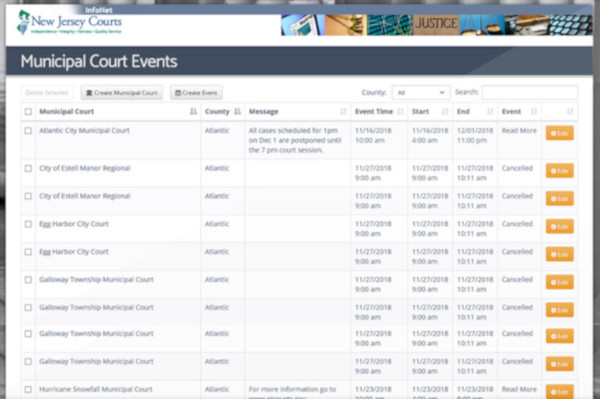 InfoNet
New Jersey Courts
Independence • Integrity • Fairness • Quality Service
JUSTICE
Municipal Court Events
Delete Selected Create Municipal Court Create Event County: All Search:
Municipal Court County Message Event Time Start End Event
Atlantic City Municipal Court Atlantic All cases scheduled for 1pm 11/16/2018 11/16/2018 12/01/2018 Read More Edit
on Dec 1 are postponed until 10:00 am 4:00 am 11:00 pm
the 7 pm court session.
City of Estell Manor Regional Atlantic 11/27/2018 11/27/2018 11/27/2018 Cancelled Edit
9:00 am 9:00 am 10:11 am
City of Estell Manor Regional Atlantic 11/27/2018 11/27/2018 11/27/2018 Cancelled Edit
9:00 am 9:00 am 10:11 am
Egg Harbor City Court Atlantic 11/27/2018 11/27/2018 11/27/2018 Cancelled Edit
9:00 am 9:00 am 10:11 am
Egg Harbor City Court Atlantic 11/27/2018 11/27/2018 11/27/2018 Cancelled Edit
9:00 am 9:00 am 10:11 am
Galloway Township Municipal Court Atlantic 11/27/2018 11/27/2018 11/27/2018 Cancelled Edit
9:00 am 9:00 am 10:11 am
Galloway Township Municipal Court Atlantic 11/27/2018 11/27/2018 11/27/2018 Cancelled Edit
9:00 am 9:00 am 10:11 am
Galloway Township Municipal Court Atlantic 11/27/2018 11/27/2018 11/27/2018 Cancelled Edit
9:00 am 9:00 am 10:11 am
Galloway Township Municipal Court Atlantic 11/27/2018 11/27/2018 11/27/2018 Cancelled Edit
9:00 am 9:00 am 10:11 am
Hurricane Snowfall Municipal Court Atlantic For more information go to 11/23/2018 11/23/2018 11/23/2018 Read More Edit